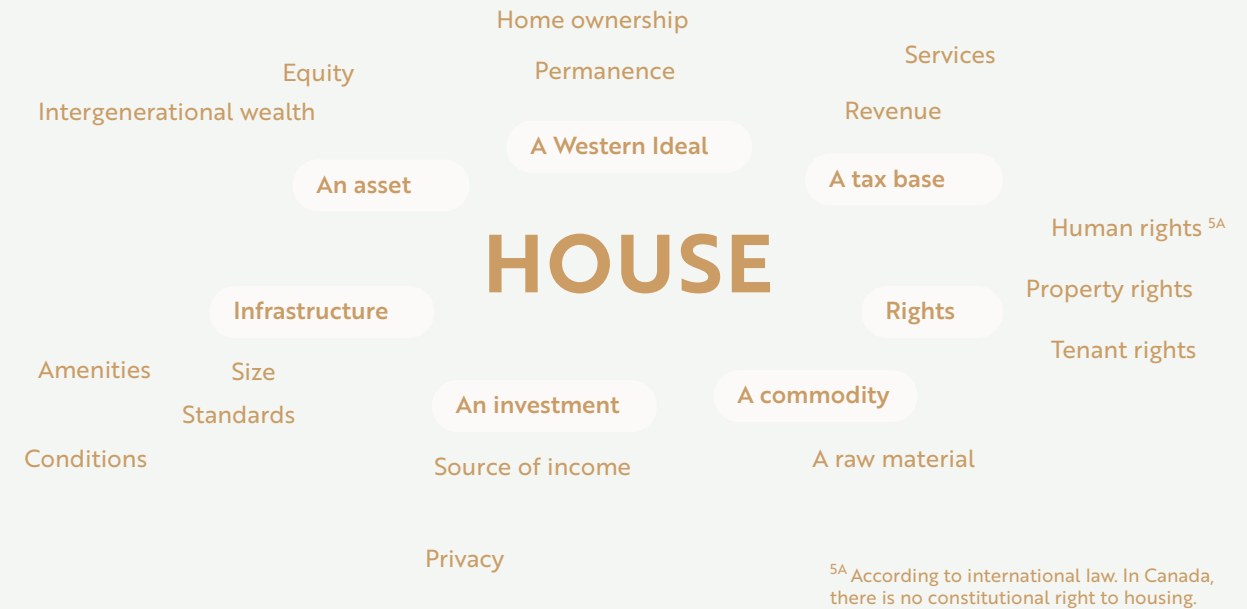 Home ownership
Services
Equity
Permanence
Intergenerational wealth
Revenue
A Western Ideal
An asset
A tax base
Human rights 5A
HOUSE
Property rights
Infrastructure
Rights
Tenant rights
Amenities
Size
An investment
A commodity
Standards
Conditions
Source of income
A raw material
Privacy
5A According to international law. In Canada,
there is no constitutional right to housing.